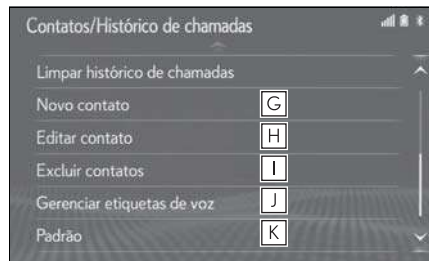 Contatos/Histórico de chamadas
Limpar histórico de chamadas
Novo contato G
Editar contato H
Excluir contatos I
Gerenciar etiquetas de voz J
Padrão K